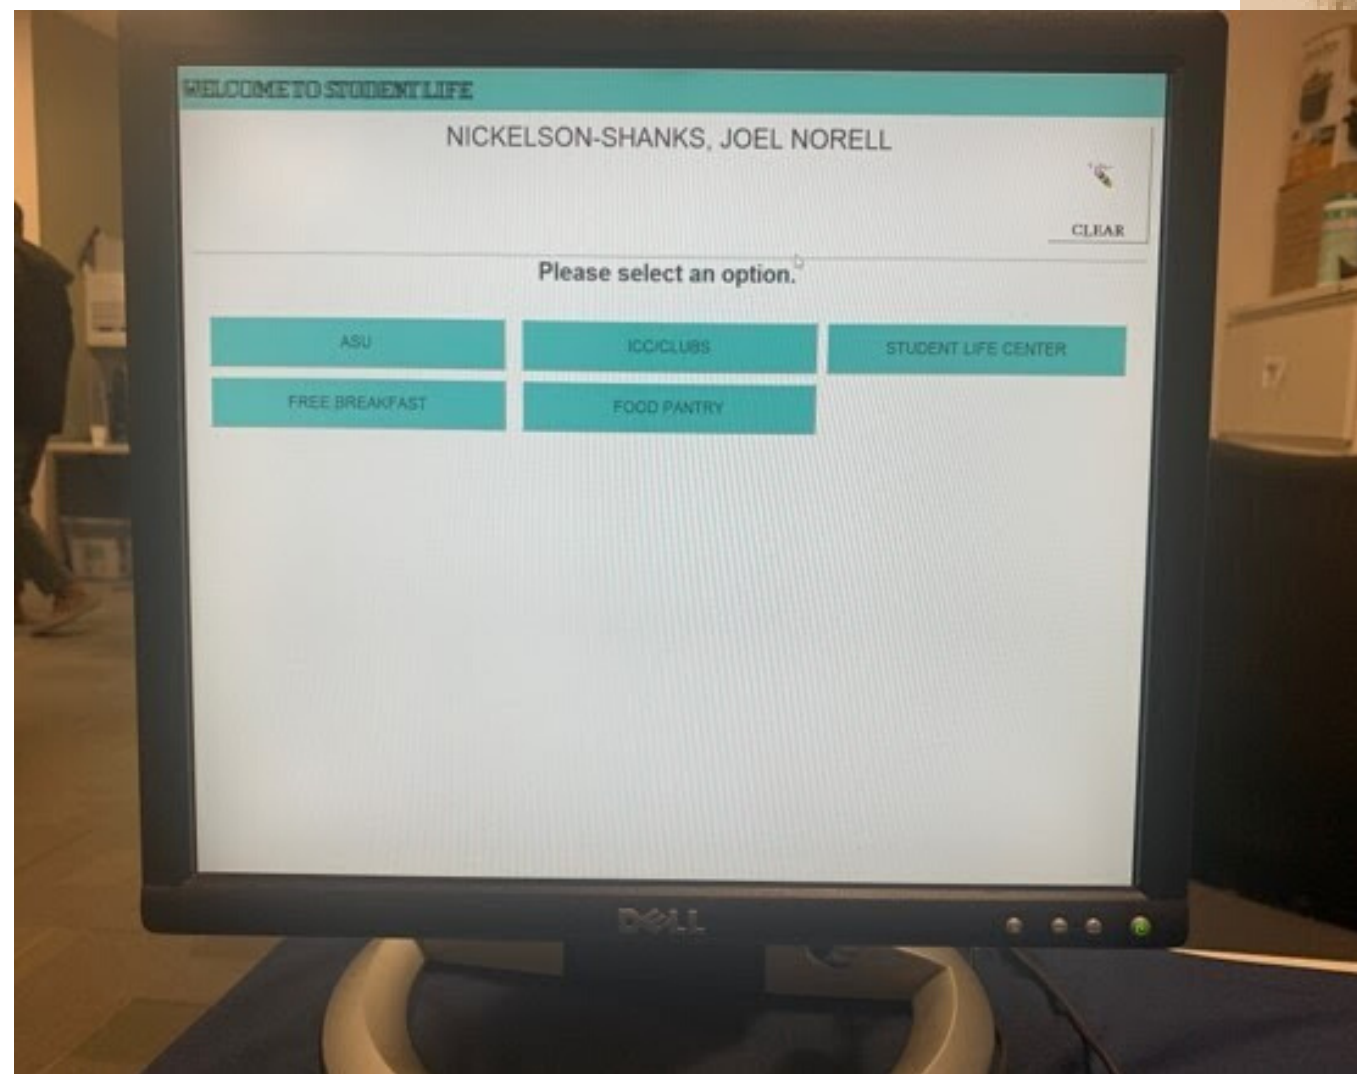 WELCOME TO STUDENT LIFE
NICKELSON-SHANKS, JOEL NORELL
CLEAR
Please select an option.
ASU
ICC/CLUBS
STUDENT LIFE CENTER
FREE BREAKFAST
FOOD PANTRY
DELL